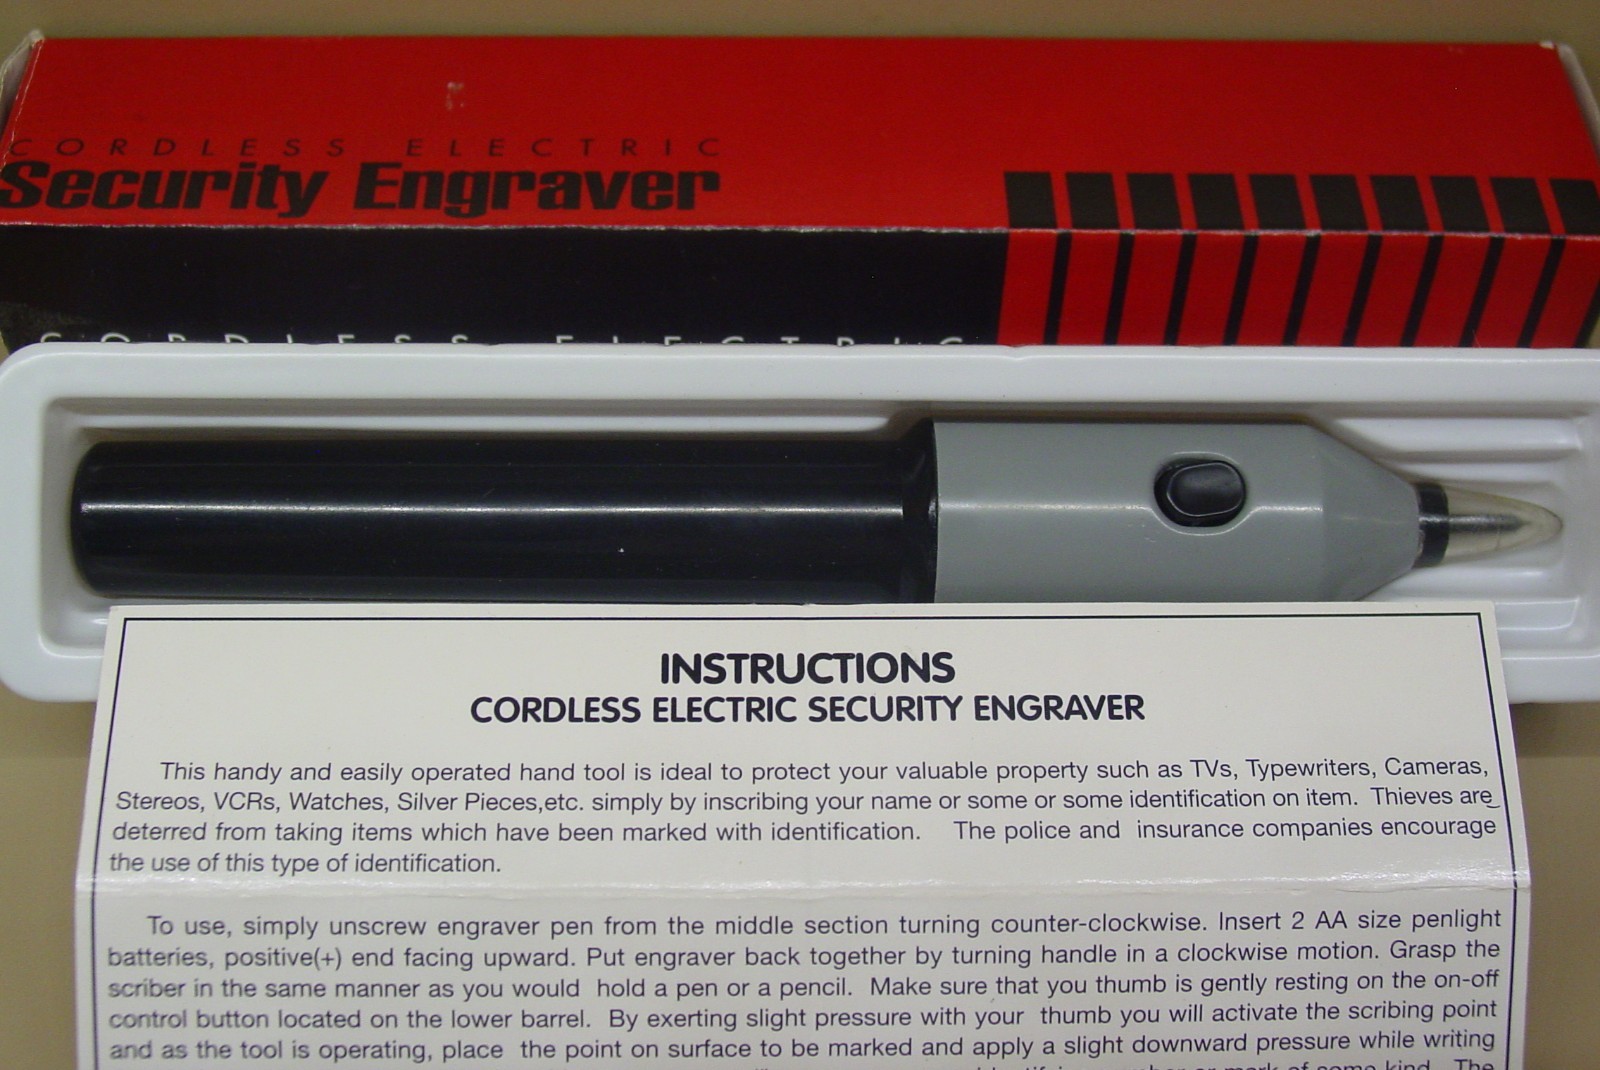 CORDLESS ELECTRIC
Security Engraver
CORDLESS ELECTRIC
INSTRUCTIONS
CORDLESS ELECTRIC SECURITY ENGRAVER
This handy and easily operated hand tool is ideal to protect your valuable property such as TVs, Typewriters, Cameras,
Stereos, VCRs, Watches, Silver Pieces,etc. simply by inscribing your name or some or some identification on item. Thieves are
deterred from taking items which have been marked with identification. The police and insurance companies encourage
the use of this type of identification.
To use, simply unscrew engraver pen from the middle section turning counter-clockwise. Insert 2 AA size penlight
batteries, positive(+) end facing upward. Put engraver back together by turning handle in a clockwise motion. Grasp the
scriber in the same manner as you would hold a pen or a pencil. Make sure that you thumb is gently resting on the on-off
control button located on the lower barrel. By exerting slight pressure with your thumb you will activate the scribing point
and as the tool is operating, place the point on surface to be marked and apply a slight downward pressure while writing
number or mark of some kind. The